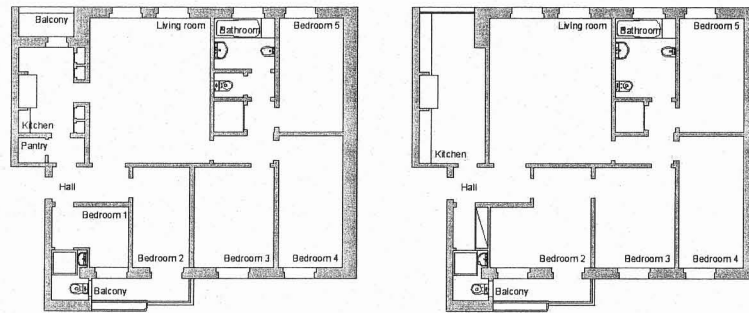 Balcony
Living room
Bathroom
Bedroom 5
Kitchen
Pantry
Hall
Bedroom 1
Bedroom 2
Bedroom 3
Bedroom 4
Balcony
Living room
Bathroom
Bedroom 5
Kitchen
Hall
Bedroom 2
Bedroom 3
Bedroom 4
Balcony